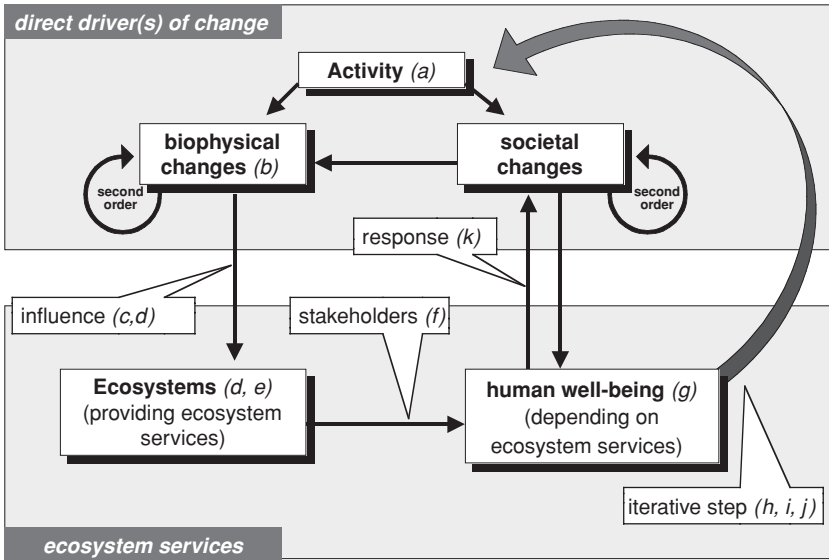 direct driver(s) of change
Activity (a)
biophysical
changes (b)
societal
changes
second
order
second
order
response (k)
influence (c,d)
stakeholders (f)
Ecosystems (d, e)
(providing ecosystem
services)
human well-being (g)
(depending on
ecosystem services)
iterative step (h, i, j)
ecosystem services